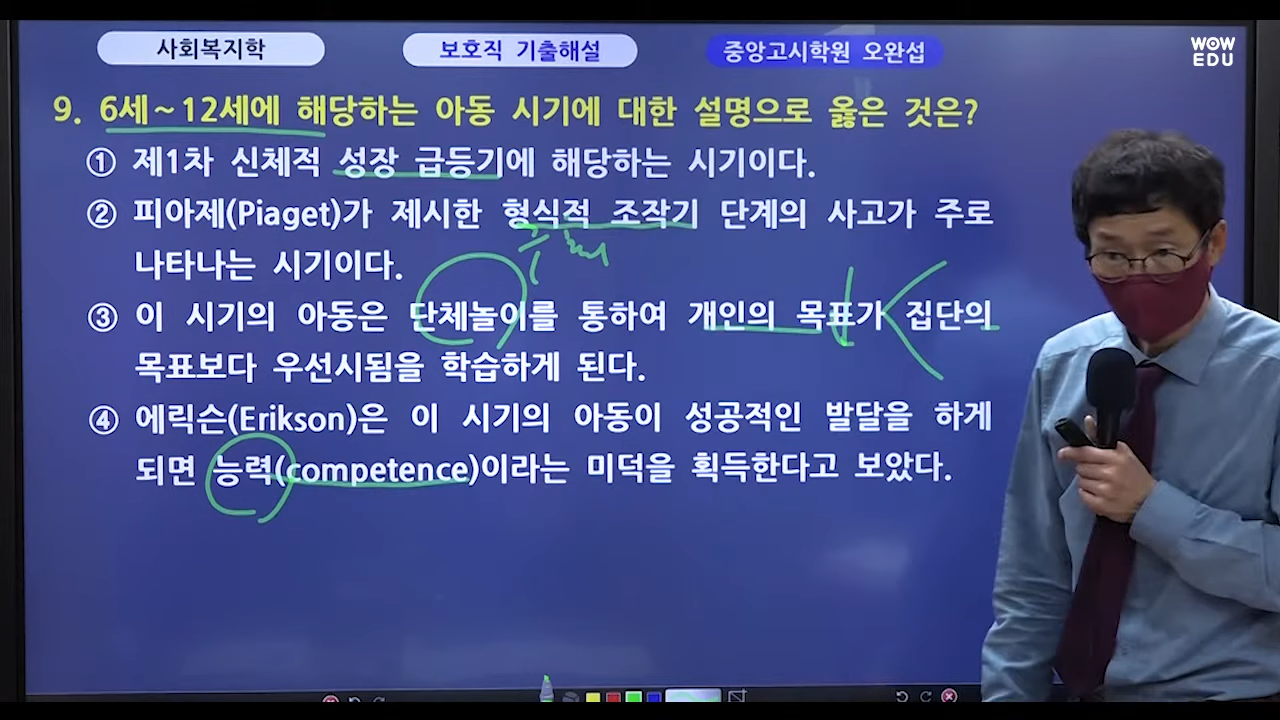 사회복지학
보호직 기출해설
중앙고시학원 오완섭
WOW
EDU
9. 6세~12세에 해당하는 아동 시기에 대한 설명으로 옳은 것은?
① 제1차 신체적 성장 급등기에 해당하는 시기이다.
② 피아제(Piaget)가 제시한 형식적 조작기 단계의 사고가 주로
나타나는 시기이다.
③ 이 시기의 아동은 단체놀이를 통하여 개인의 목표가 집단의
목표보다 우선시됨을 학습하게 된다.
④ 에릭슨(Erikson)은 이 시기의 아동이 성공적인 발달을 하게
되면 능력(competence)이라는 미덕을 획득한다고 보았다.